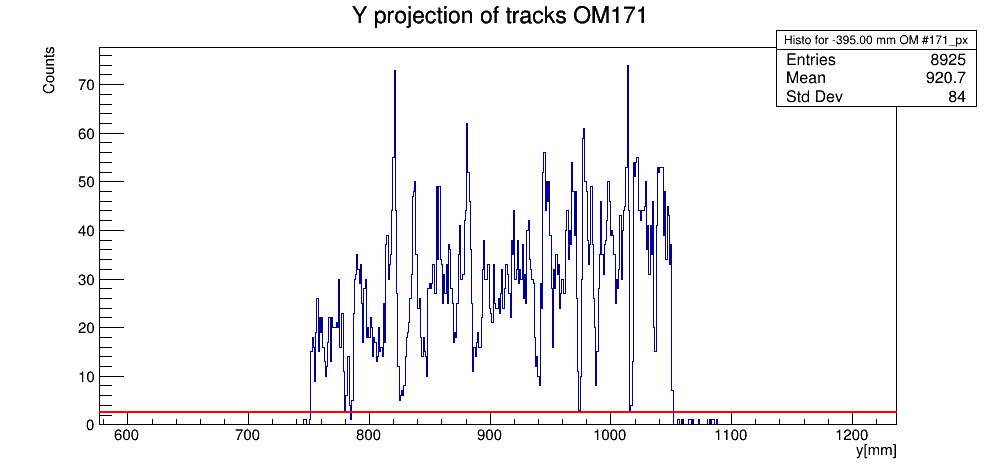 Y projection of tracks OM171
Histo for -395.00 mm OM #171_px
Entries 8925
Mean 920.7
Std Dev 84
Counts
70
60
50
40
30
20
10
0
600 700 800 900 1000 1100 1200
y[mm]